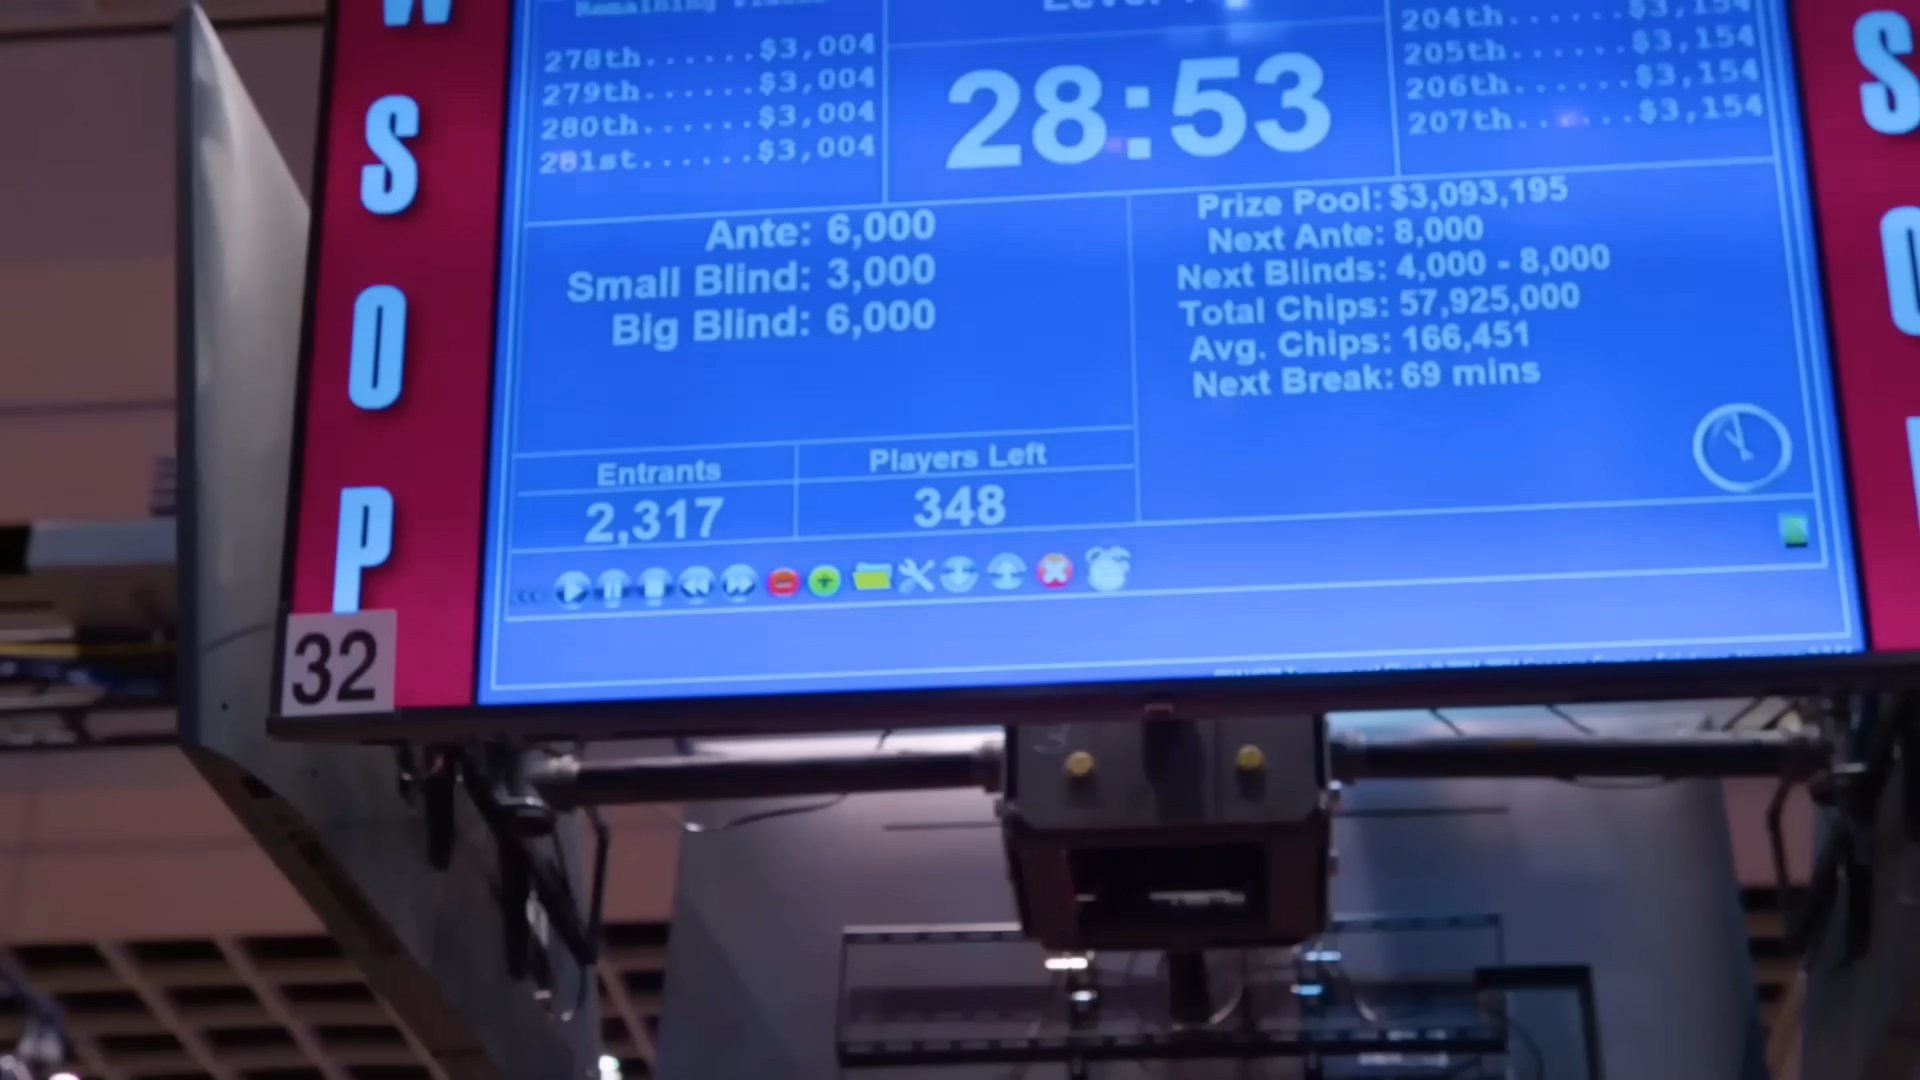 W S O P
Remaining
278th......$3,004
279th......$3,004
280th......$3,004
281st......$3,004
28:53
204th......$3,154
205th......$3,154
206th......$3,154
207th......$3,154
Ante: 6,000
Small Blind: 3,000
Big Blind: 6,000
Prize Pool: $3,093,195
Next Ante: 8,000
Next Blinds: 4,000 - 8,000
Total Chips: 57,925,000
Avg. Chips: 166,451
Next Break: 69 mins
Entrants
2,317
Players Left
348
32
S O